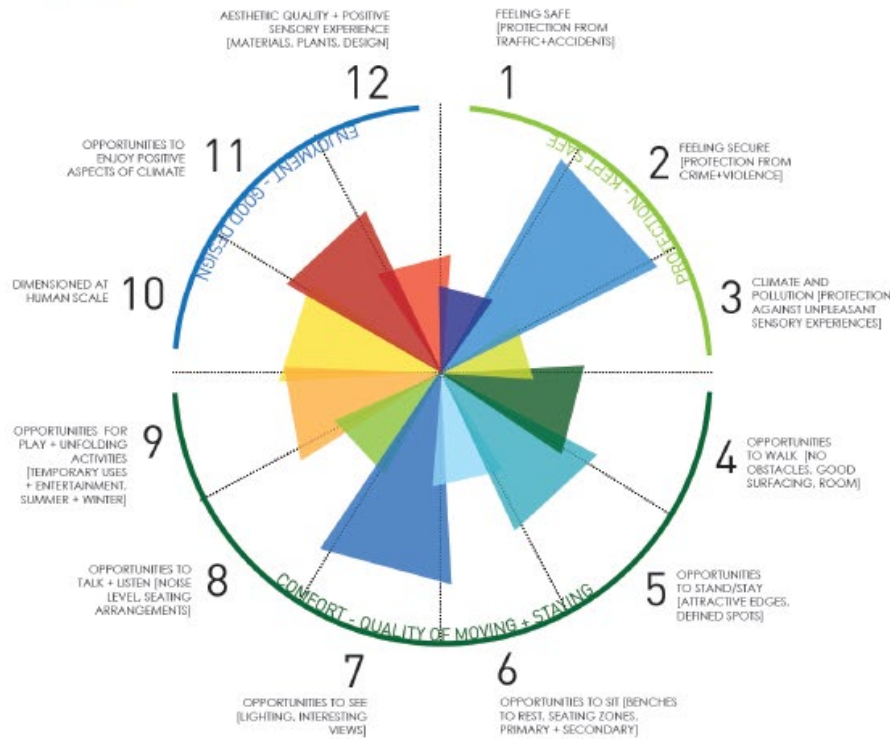 AESTHETIC QUALITY + POSITIVE
SENSORY EXPERIENCE
[MATERIALS, PLANTS, DESIGN]
12
FEELING SAFE
[PROTECTION FROM
TRAFFIC+ACCIDENTS]
1
OPPORTUNITIES TO
ENJOY POSITIVE
ASPECTS OF CLIMATE
11
ENJOYMENT - GOOD DESIGN
PROTECTION - KEPT SAFE
2
FEELING SECURE
[PROTECTION FROM
CRIME+VIOLENCE]
DIMENSIONED AT
HUMAN SCALE
10
3
CLIMATE AND
POLLUTION [PROTECTION
AGAINST UNPLEASANT
SENSORY EXPERIENCES]
OPPORTUNITIES FOR
PLAY + UNFOLDING
ACTIVITIES
[TEMPORARY USES
+ ENTERTAINMENT,
SUMMER + WINTER]
9
4
OPPORTUNITIES
TO WALK [NO
OBSTACLES, GOOD
SURFACING, ROOM]
OPPORTUNITIES TO
TALK + LISTEN [NOISE
LEVEL, SEATING
ARRANGEMENTS]
8
5
OPPORTUNITIES
TO STAND/STAY
[ATTRACTIVE EDGES,
DEFINED SPOTS]
COMFORT - QUALITY OF MOVING + STAYING
7
OPPORTUNITIES TO SEE
[LIGHTING, INTERESTING
VIEWS]
6
OPPORTUNITIES TO SIT [BENCHES
TO REST, SEATING ZONES,
PRIMARY + SECONDARY]